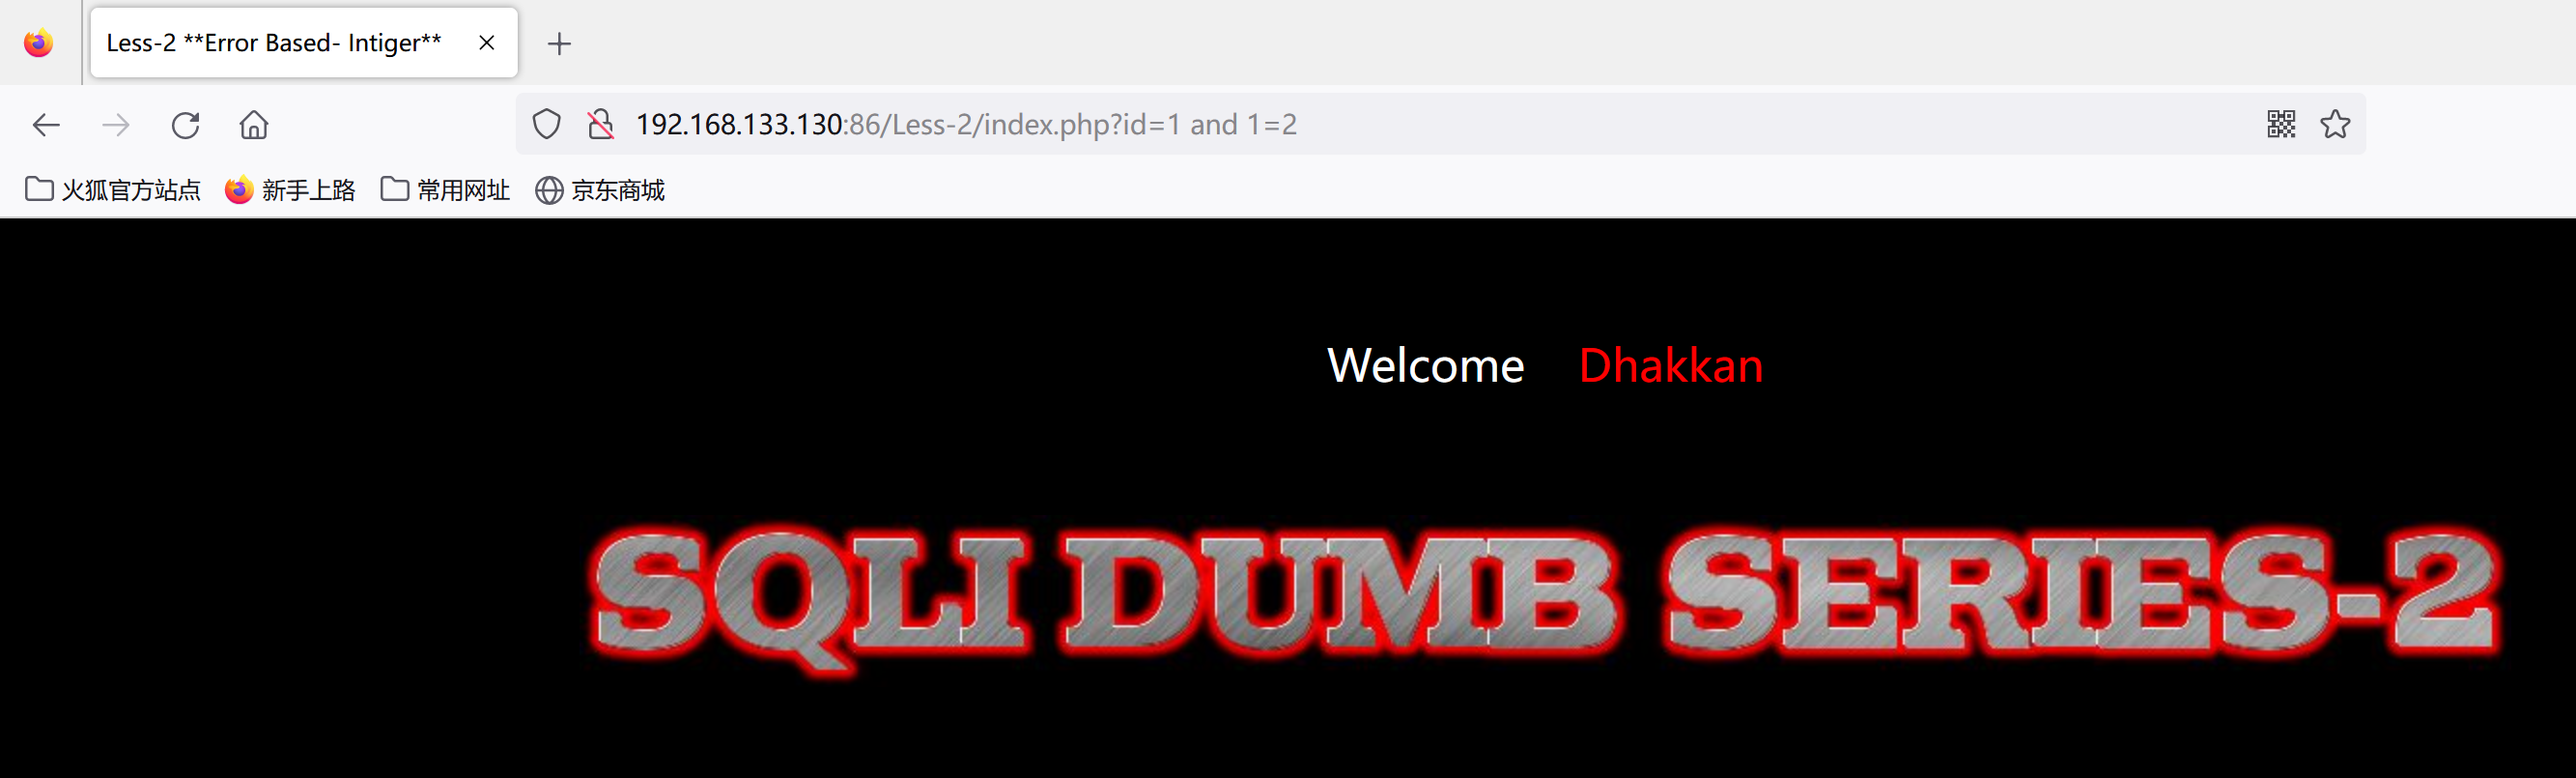 Less-2 **Error Based- Intiger**
192.168.133.130:86/Less-2/index.php?id=1 and 1=2
火狐官方站点 新手上路 常用网址 京东商城
Welcome Dhakkan
SQLI DUMB SERIES-2